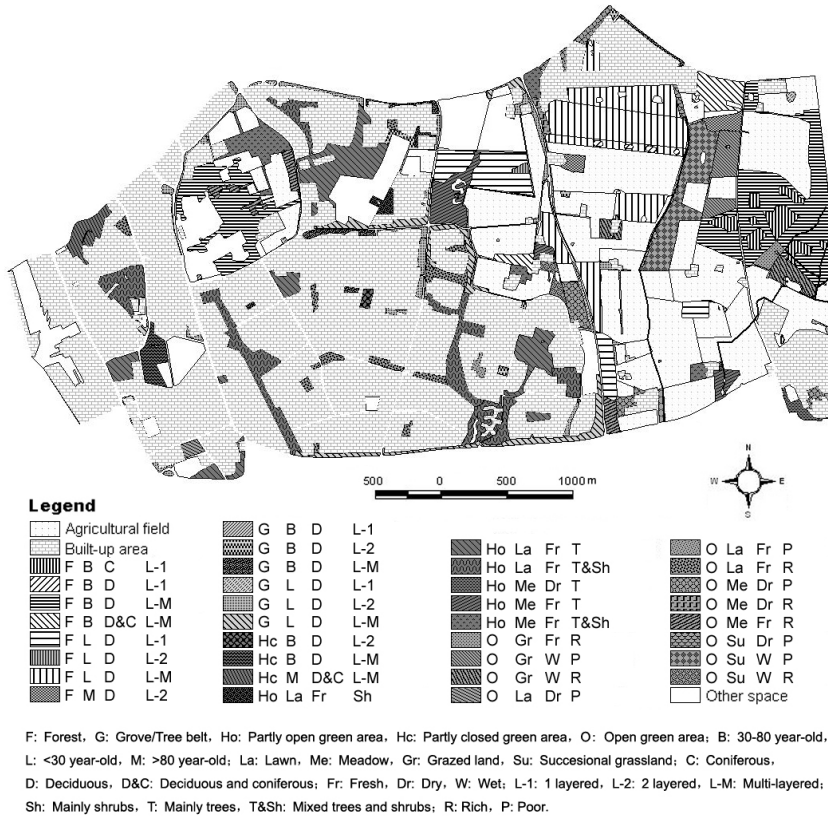 N
W E
S
500 0 500 1000 m
Legend
Agricultural field
Built-up area
F B C L-1
F B D L-1
F B D L-M
F B D&C L-M
F L D L-1
F L D L-2
F L D L-M
F M D L-2
G B D L-1
G B D L-2
G B D L-M
G L D L-1
G L D L-2
G L D L-M
Hc B D L-2
Hc B D L-M
Hc M D&C L-M
Ho La Fr Sh
Ho La Fr T
Ho La Fr T&Sh
Ho Me Dr T
Ho Me Fr T
Ho Me Fr T&Sh
O Gr Fr R
O Gr W P
O Gr W R
O La Dr P
O La Fr P
O La Fr R
O Me Dr P
O Me Dr R
O Me Fr R
O Su Dr P
O Su W P
O Su W R
Other space
F: Forest, G: Grove/Tree belt, Ho: Partly open green area, Hc: Partly closed green area, O: Open green area; B: 30-80 year-old,
L: <30 year-old, M: >80 year-old; La: Lawn, Me: Meadow, Gr: Grazed land, Su: Succesional grassland; C: Coniferous,
D: Deciduous, D&C: Deciduous and coniferous; Fr: Fresh, Dr: Dry, W: Wet; L-1: 1 layered, L-2: 2 layered, L-M: Multi-layered;
Sh: Mainly shrubs, T: Mainly trees, T&Sh: Mixed trees and shrubs; R: Rich, P: Poor.